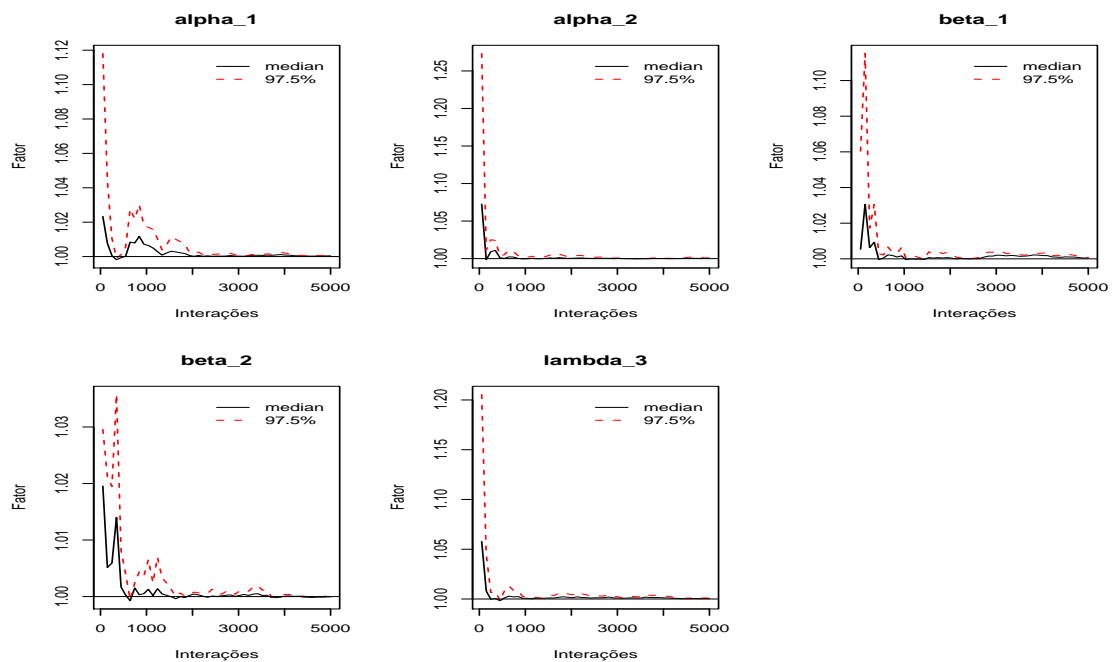 alpha_1
Fator
1.00
1.02
1.04
1.06
1.08
1.10
1.12
median
97.5%
0
1000
3000
5000
Interações
alpha_2
Fator
1.00
1.05
1.10
1.15
1.20
1.25
median
97.5%
0
1000
3000
5000
Interações
beta_1
Fator
1.00
1.02
1.04
1.06
1.08
1.10
median
97.5%
0
1000
3000
5000
Interações
beta_2
Fator
1.00
1.01
1.02
1.03
median
97.5%
0
1000
3000
5000
Interações
lambda_3
Fator
1.00
1.05
1.10
1.15
1.20
median
97.5%
0
1000
3000
5000
Interações